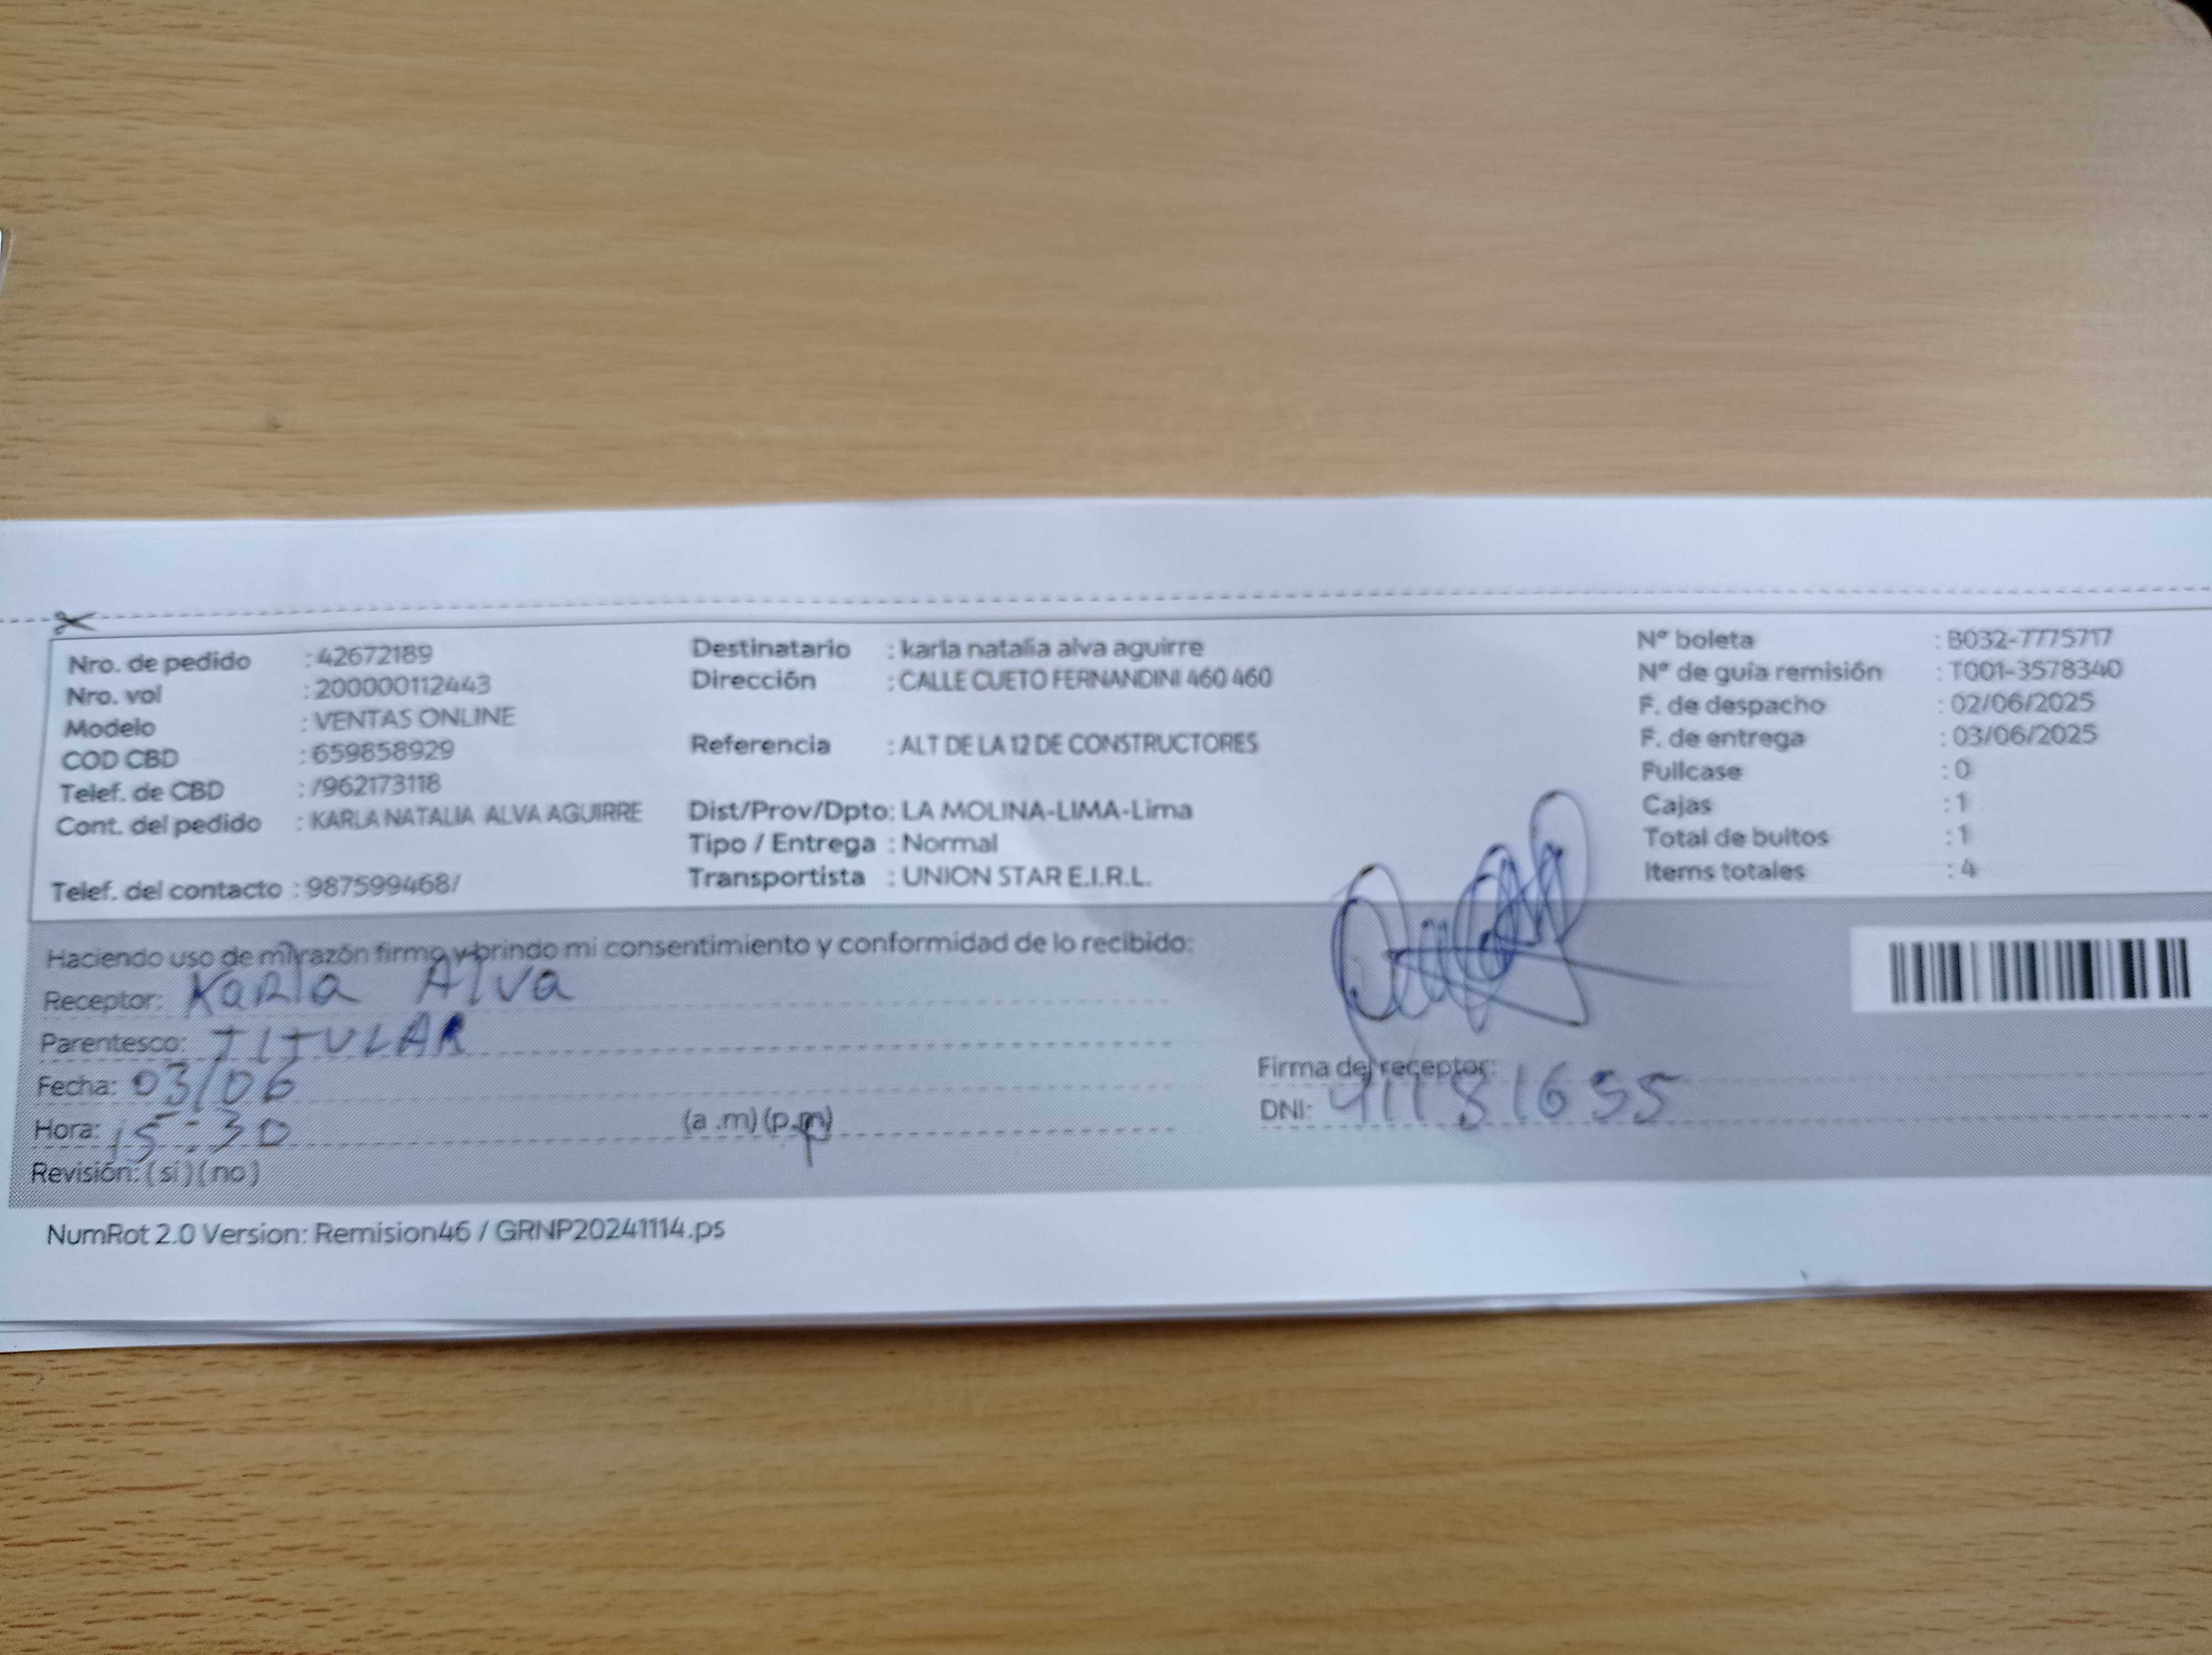 Nro. de pedido : 42672189
Nro. vol : 200000112443
Modelo : VENTAS ONLINE
COD CBD : 659858929
Telef. de CBD : /962173118
Cont. del pedido : KARLA NATALIA ALVA AGUIRRE
Telef. del contacto : 987599468/
Destinatario : karla natalia alva aguirre
Dirección : CALLE CUETO FERNANDINI 460 460
Referencia : ALT DE LA 12 DE CONSTRUCTORES
Dist/Prov/Dpto: LA MOLINA-LIMA-Lima
Tipo / Entrega : Normal
Transportista : UNION STAR E.I.R.L.
N° boleta : B032-7775717
N° de guía remisión : T001-3578340
F. de despacho : 02/06/2025
F. de entrega : 03/06/2025
Fullcase : 0
Cajas : 1
Total de bultos : 1
Items totales : 4
Haciendo uso de mi razón firmo y brindo mi consentimiento y conformidad de lo recibido:
Receptor: Karla Alva
Parentesco: TITULAR
Fecha: 03/06
Hora: 15:30 (a .m) (p.m)
Revisión: (si) (no)
Firma del receptor:
DNI:
NumRot 2.0 Version: Remision46 / GRNP20241114.ps